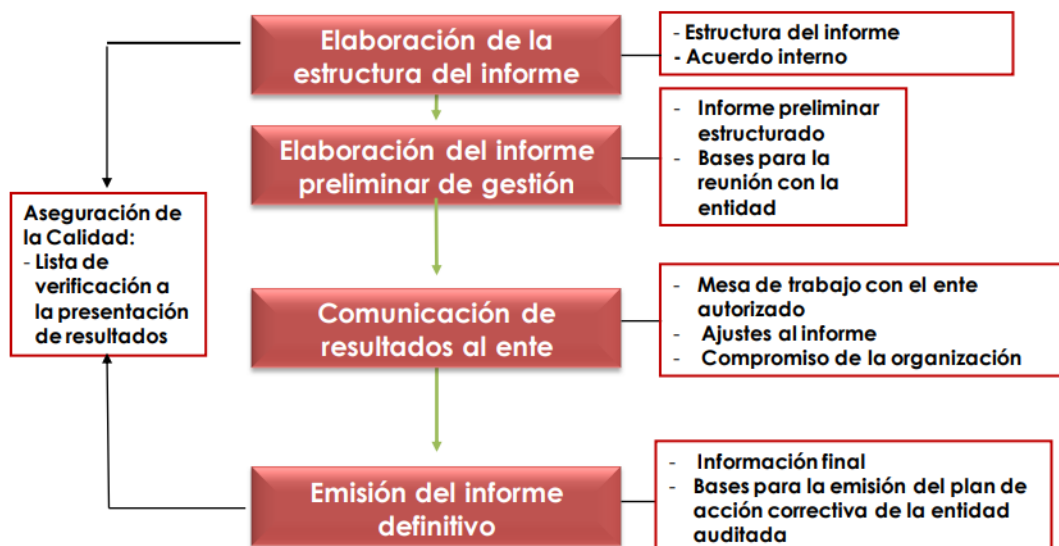 Elaboración de la
estructura del informe
- Estructura del informe
- Acuerdo interno
Elaboración del informe
preliminar de gestión
- Informe preliminar
estructurado
- Bases para la
reunión con la
entidad
Aseguración de
la Calidad:
- Lista de
verificación a
la presentación
de resultados
Comunicación de
resultados al ente
- Mesa de trabajo con el ente
autorizado
- Ajustes al informe
- Compromiso de la organización
Emisión del informe
definitivo
- Información final
- Bases para la emisión del plan de
acción correctiva de la entidad
auditada